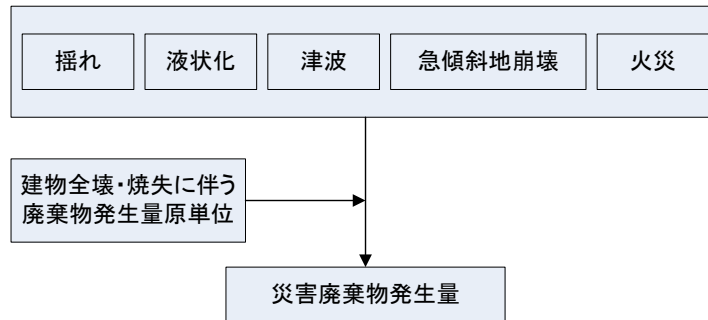 揺れ 液状化 津波 急傾斜地崩壊 火災
建物全壊・焼失に伴う
廃棄物発生量原単位
災害廃棄物発生量